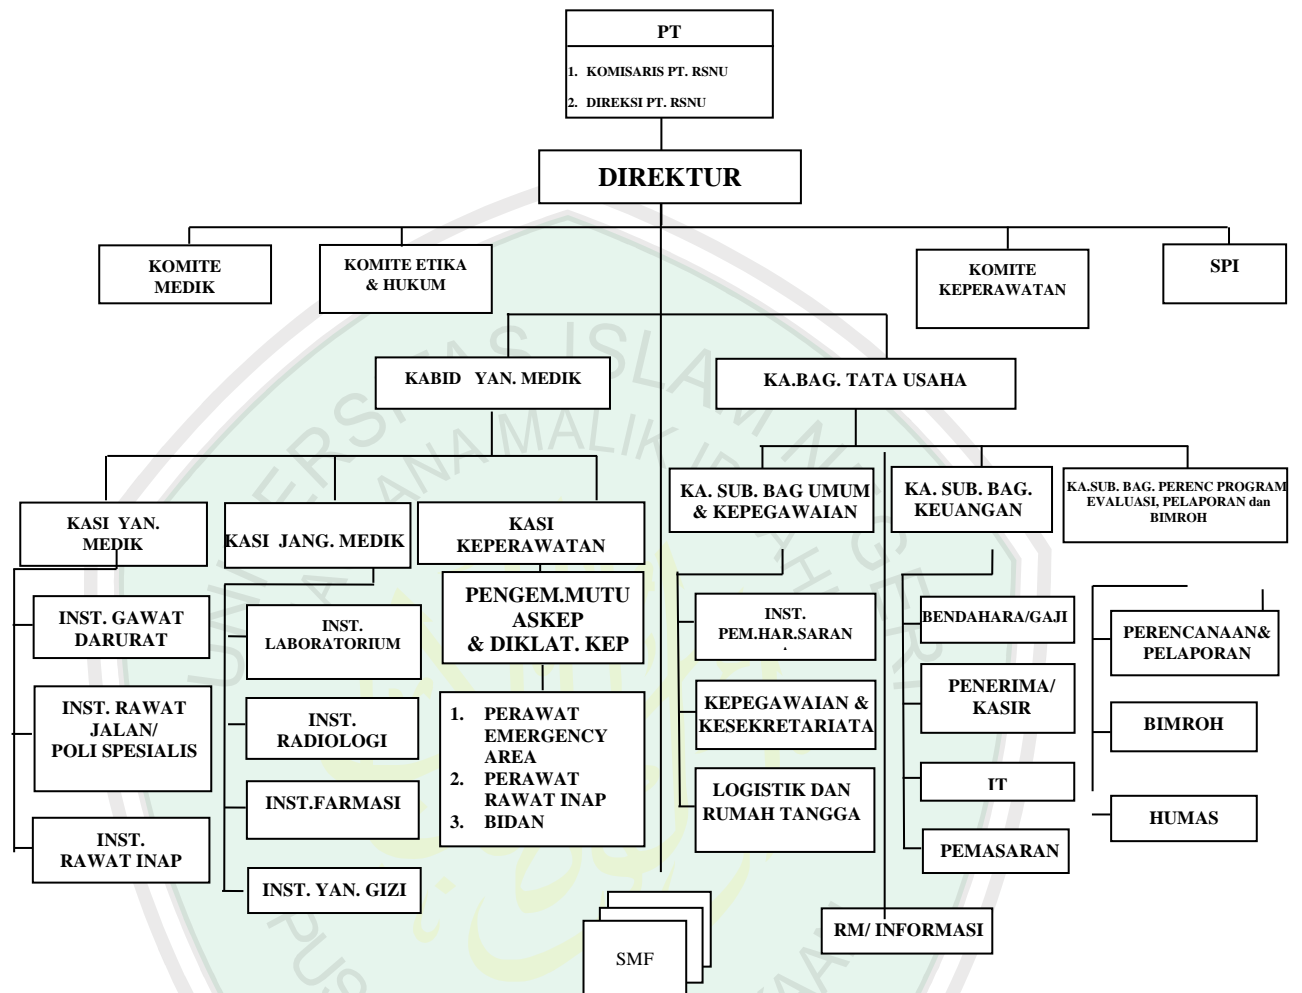 PT
1. KOMISARIS PT. RSNU
2. DIREKSI PT. RSNU
DIREKTUR
KOMITE
MEDIK
KOMITE ETIKA
& HUKUM
KOMITE
KEPERAWATAN
SPI
KABID YAN. MEDIK
KA.BAG. TATA USAHA
KASI YAN.
MEDIK
KASI JANG. MEDIK
KASI
KEPERAWATAN
KA. SUB. BAG UMUM
& KEPEGAWAIAN
KA. SUB. BAG.
KEUANGAN
KA.SUB. BAG. PERENC PROGRAM
EVALUASI, PELAPORAN dan
BIMROH
INST. GAWAT
DARURAT
INST. RAWAT
JALAN/
POLI SPESIALIS
INST.
RAWAT INAP
INST.
LABORATORIUM
INST.
RADIOLOGI
INST.FARMASI
INST. YAN. GIZI
PENGEM.MUTU
ASKEP
& DIKLAT. KEP
1. PERAWAT
EMERGENCY
AREA
2. PERAWAT
RAWAT INAP
3. BIDAN
INST.
PEM.HAR.SARAN
KEPEGAWAIAN &
KESEKRETARIATA
LOGISTIK DAN
RUMAH TANGGA
BENDAHARA/GAJI
PENERIMA/
KASIR
IT
PEMASARAN
PERENCANAAN&
PELAPORAN
BIMROH
HUMAS
RM/ INFORMASI
SMF